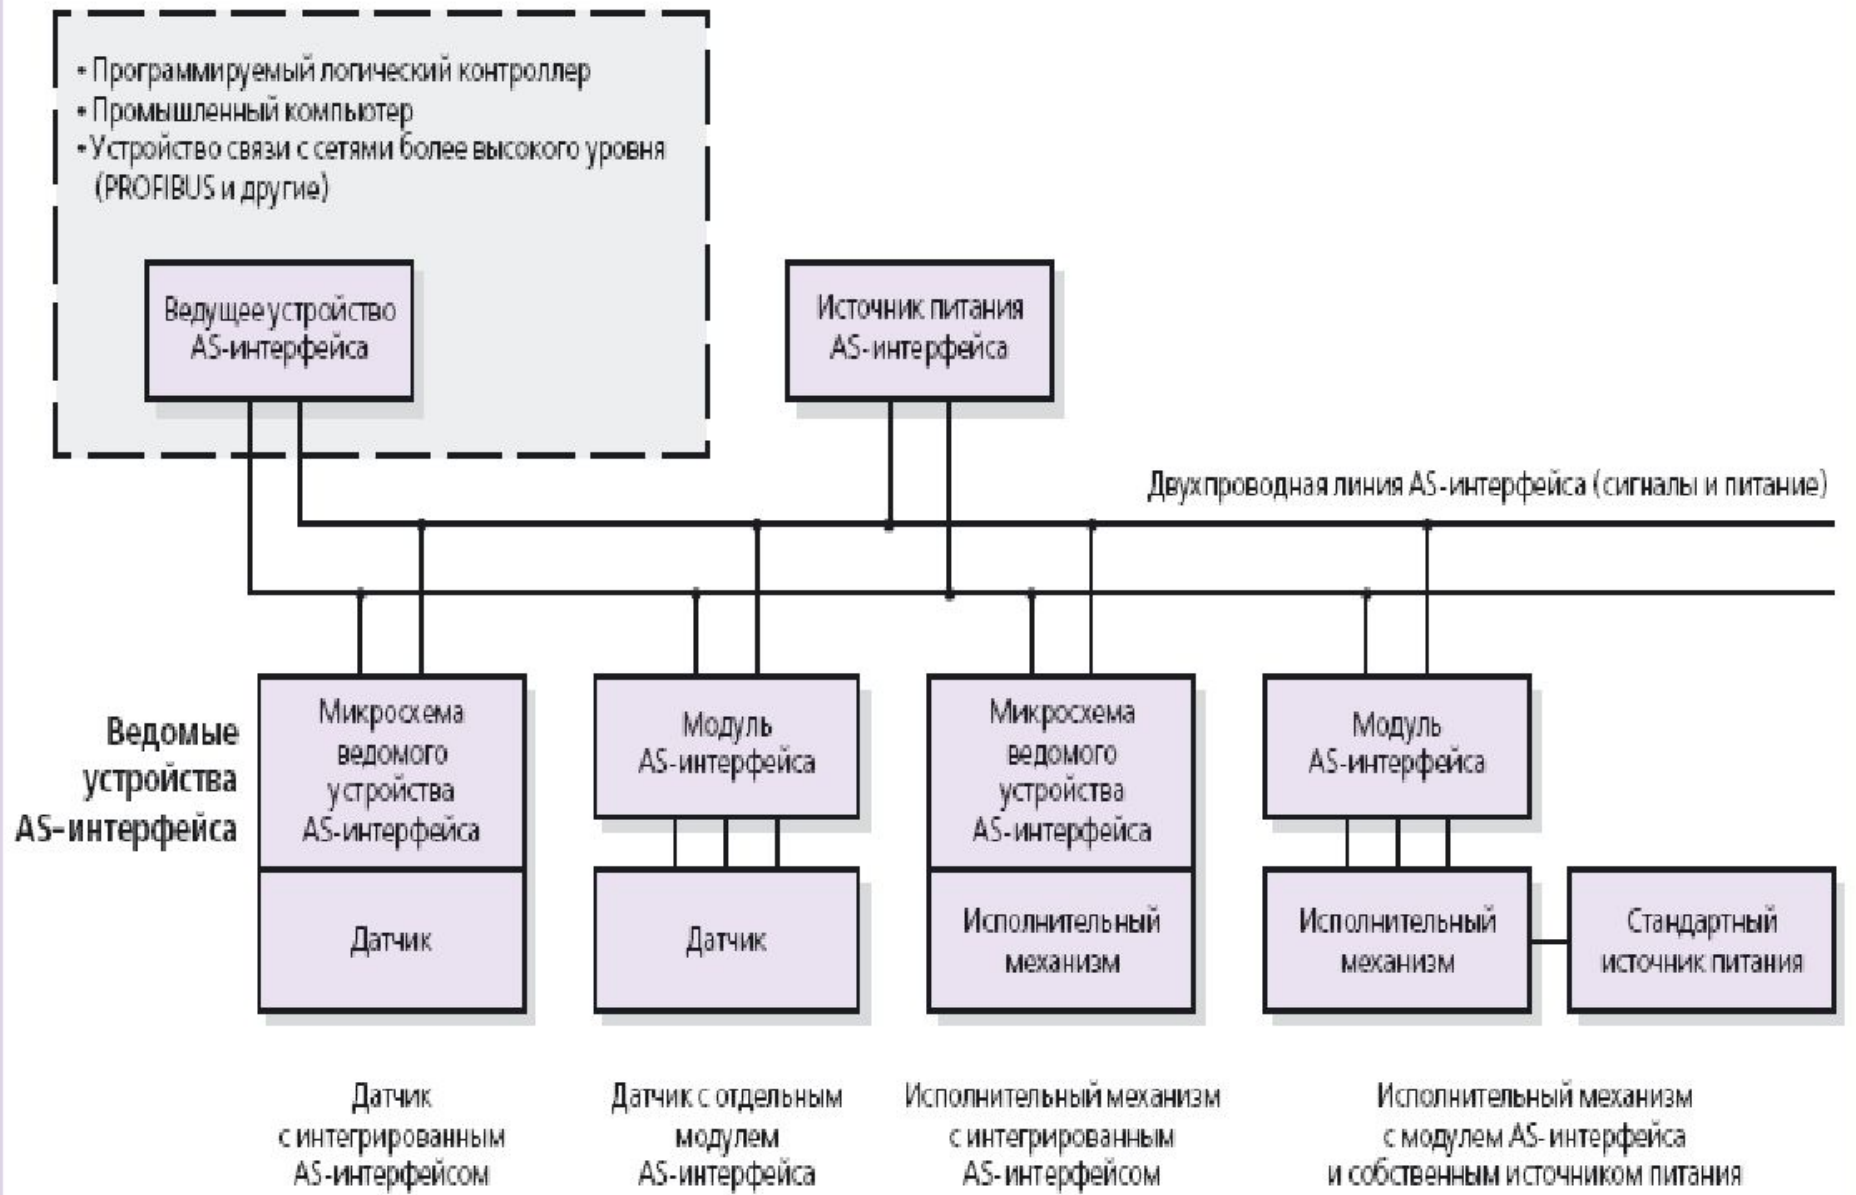 • Программируемый логический контроллер
• Промышленный компьютер
• Устройство связи с сетями более высокого уровня
(PROFIBUS и другие)
Ведущее устройство
AS-интерфейса
Источник питания
AS-интерфейса
Двухпроводная линия AS-интерфейса (сигналы и питание)
Ведомые
устройства
AS-интерфейса
Микросхема
ведомого
устройства
AS-интерфейса
Датчик
Модуль
AS-интерфейса
Датчик
Микросхема
ведомого
устройства
AS-интерфейса
Исполнительный
механизм
Модуль
AS-интерфейса
Исполнительный
механизм
Стандартный
источник питания
Датчик
с интегрированным
AS-интерфейсом
Датчик с отдельным
модулем
AS-интерфейса
Исполнительный механизм
с интегрированным
AS-интерфейсом
Исполнительный механизм
с модулем AS-интерфейса
и собственным источником питания